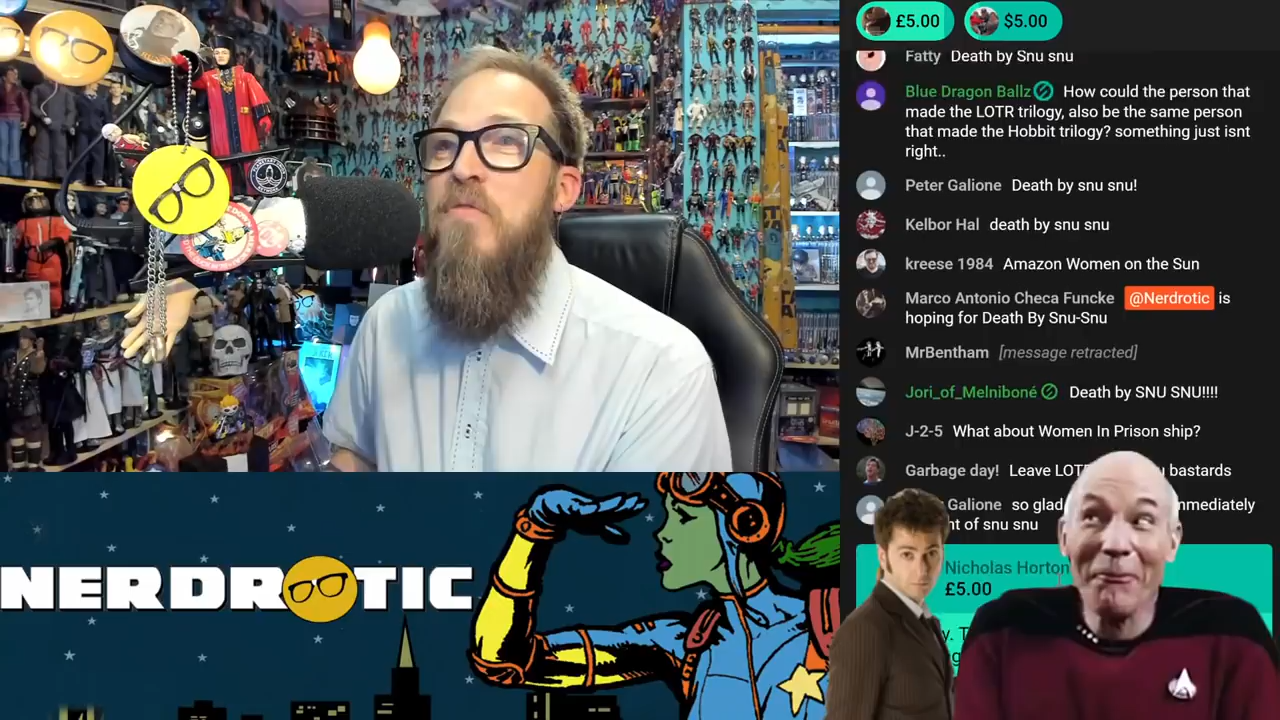 £5.00
$5.00
Fatty Death by Snu snu
Blue Dragon Ballz How could the person that
made the LOTR trilogy, also be the same person
that made the Hobbit trilogy? something just isnt
right..
Peter Galione Death by snu snu!
Kelbor Hal death by snu snu
kreese 1984 Amazon Women on the Sun
Marco Antonio Checa Funcke @Nerdrotic is
hoping for Death By Snu-Snu
MrBentham [message retracted]
Jori_of_Melniboné Death by SNU SNU!!!!
J-2-5 What about Women In Prison ship?
Garbage day! Leave bastards
Galione so glad
snu snu
Nicholas Horton
£5.00
NERDROTIC